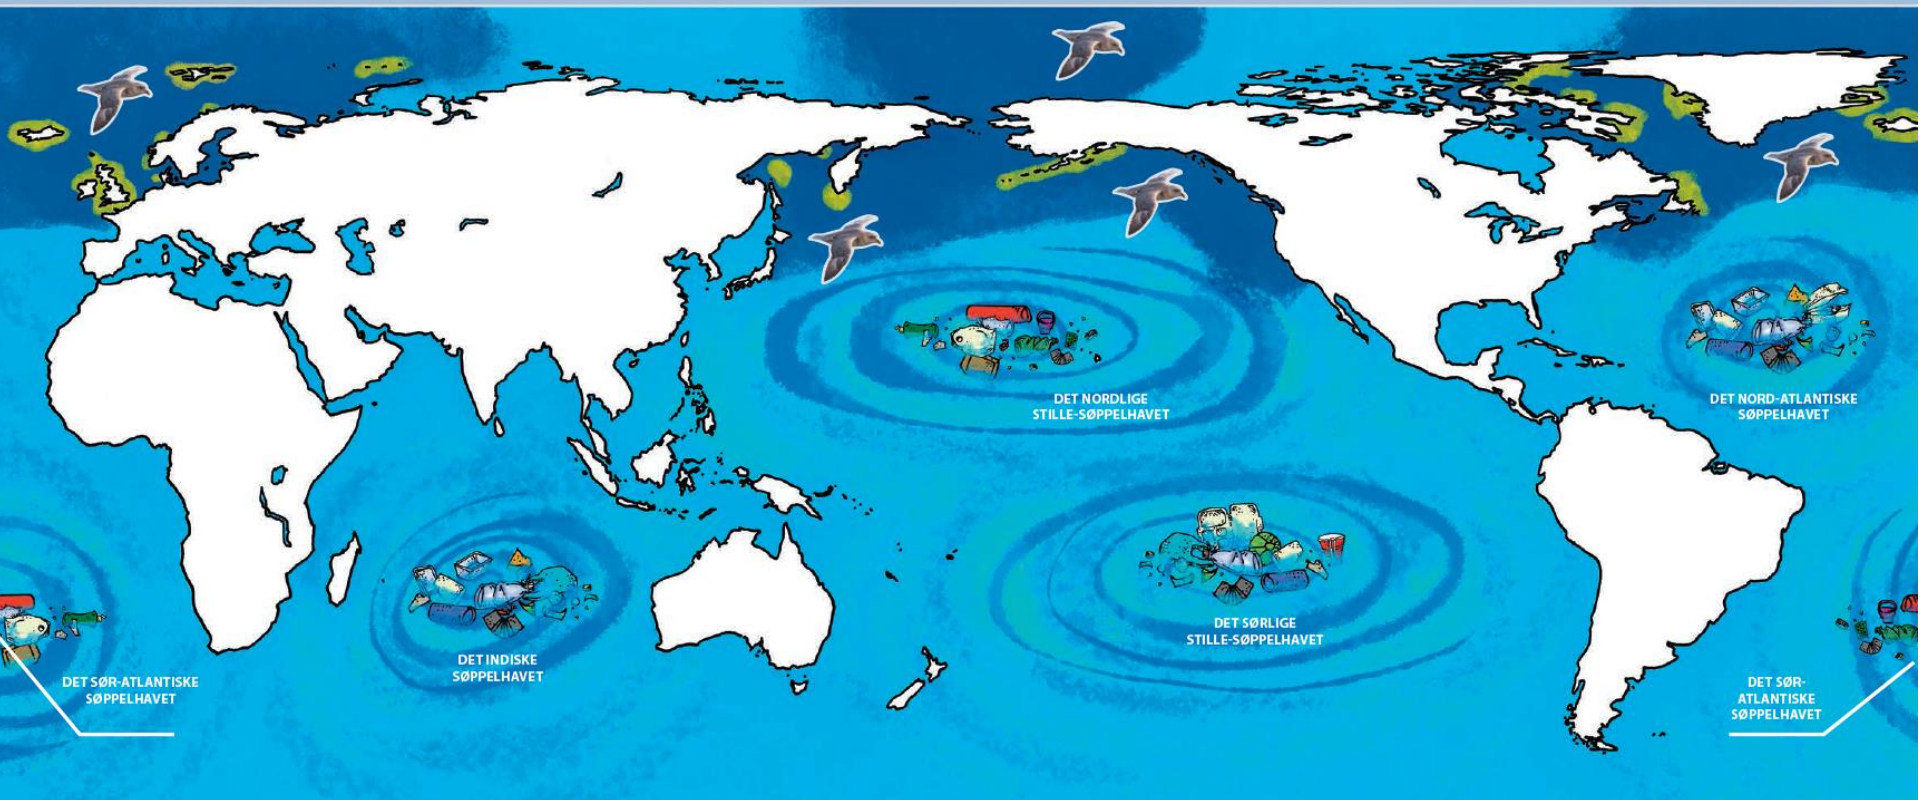 DET NORDLIGE
STILLE-SØPPELHAVET
DET NORD-ATLANTISKE
SØPPELHAVET
DET SØRLIGE
STILLE-SØPPELHAVET
DET INDISKE
SØPPELHAVET
DET SØR-ATLANTISKE
SØPPELHAVET
DET SØR-
ATLANTISKE
SØPPELHAVET